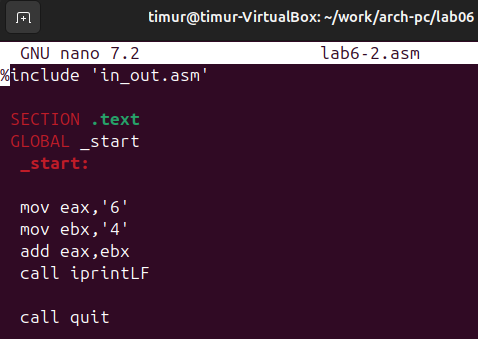 timur@timur-VirtualBox: ~/work/arch-pc/lab06
GNU nano 7.2 lab6-2.asm
%include 'in_out.asm'
SECTION .text
GLOBAL _start
_start:
mov eax,'6'
mov ebx,'4'
add eax,ebx
call iprintLF
call quit